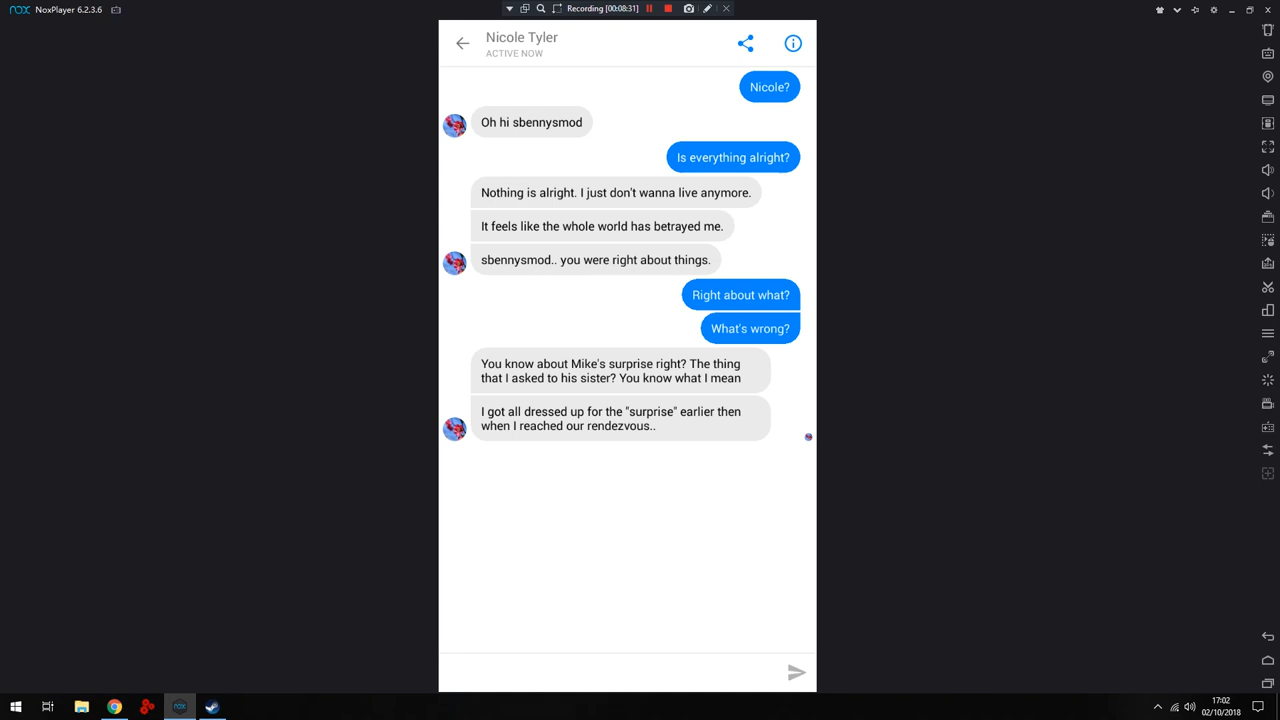 NoxPlayer 6.2.3.6
Recording [00:08:31]
Nicole Tyler
ACTIVE NOW
Nicole?
Oh hi sbennysmod
Is everything alright?
Nothing is alright. I just don't wanna live anymore.
It feels like the whole world has betrayed me.
sbennysmod.. you were right about things.
Right about what?
What's wrong?
You know about Mike's surprise right? The thing
that I asked to his sister? You know what I mean
I got all dressed up for the "surprise" earlier then
when I reached our rendezvous..
17:02
02/10/2018